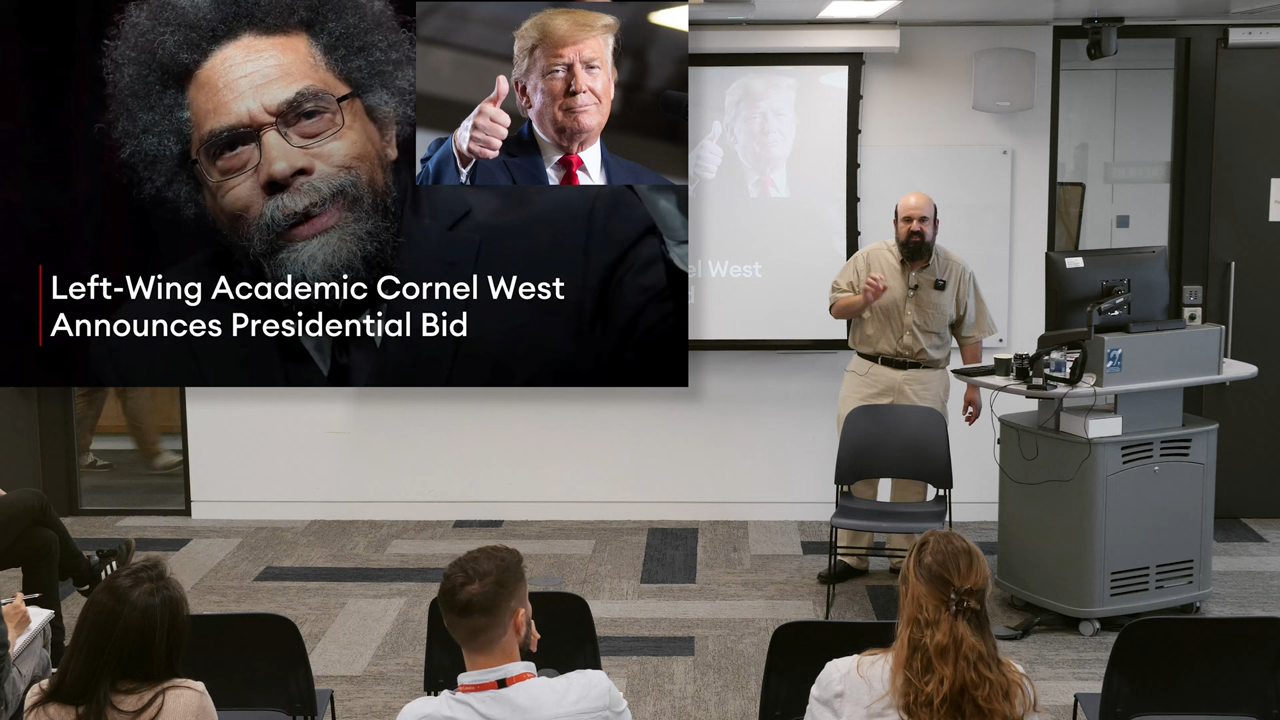 Left-Wing Academic Cornel West
Announces Presidential Bid
el West